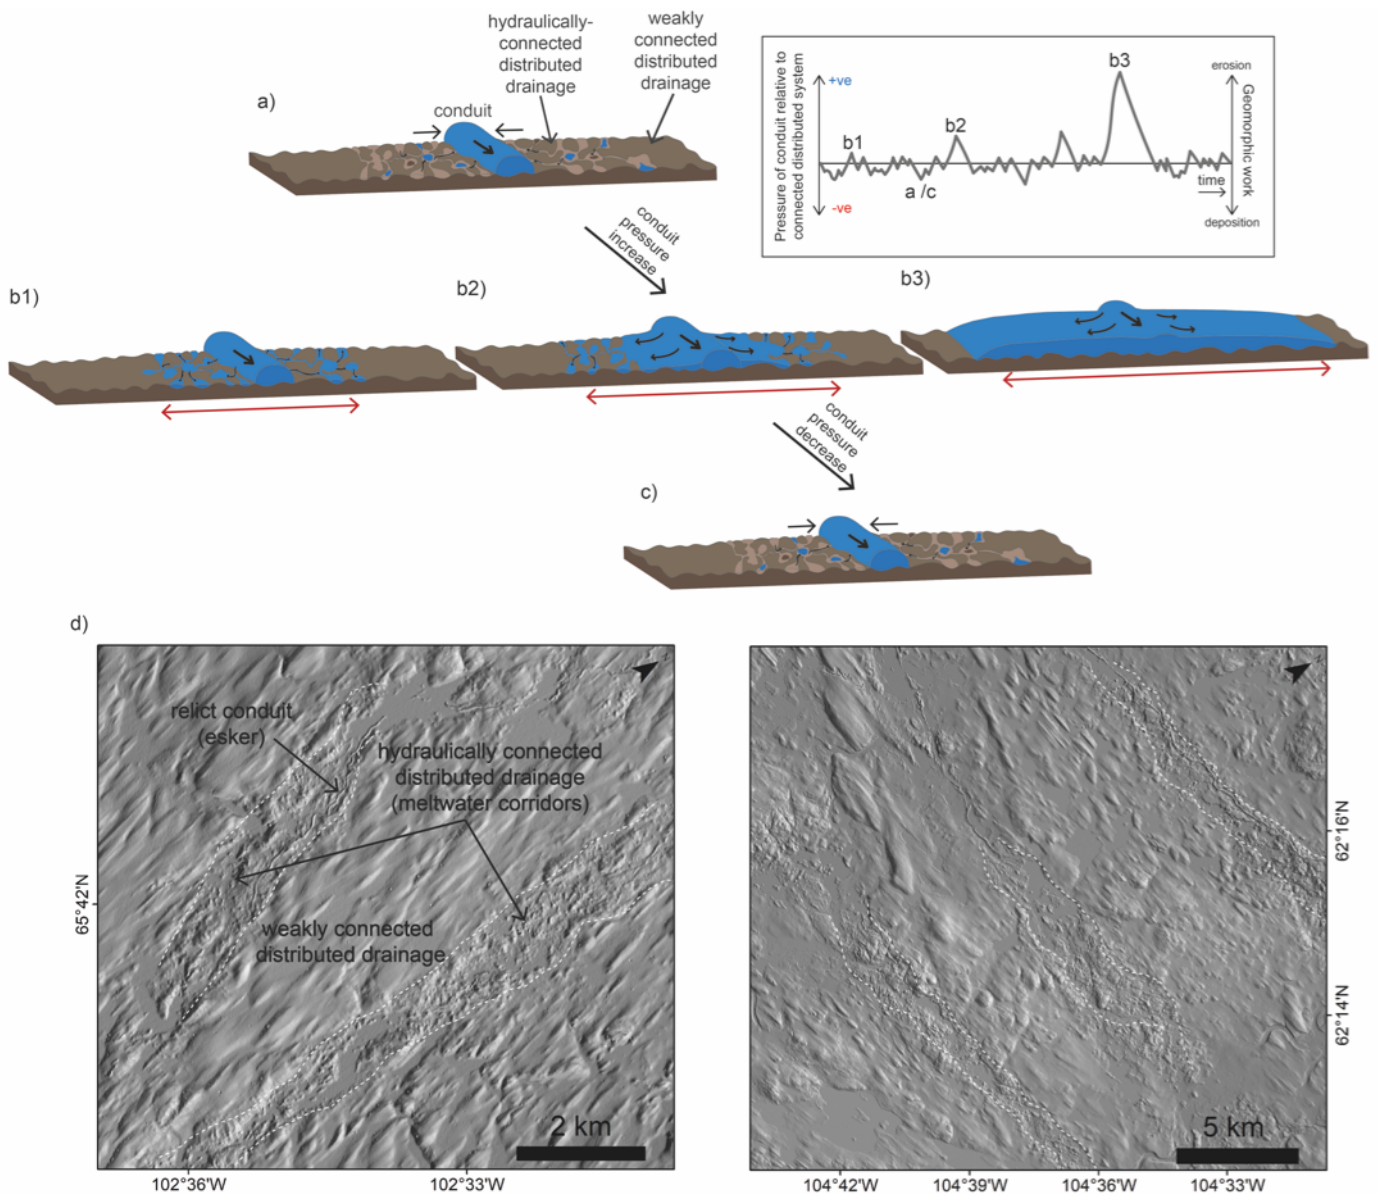 a)
hydraulically-
connected
distributed
drainage
weakly
connected
distributed
drainage
conduit
Pressure of conduit relative to
connected distributed system
+ve
-ve
b1
b2
b3
a /c
time
erosion
Geomorphic work
deposition
conduit
pressure
increase
b1)
b2)
b3)
conduit
pressure
decrease
c)
d)
relict conduit
(esker)
hydraulically connected
distributed drainage
(meltwater corridors)
weakly connected
distributed drainage
2 km
65°42'N
102°36'W
102°33'W
5 km
62°16'N
62°14'N
104°42'W
104°39'W
104°36'W
104°33'W